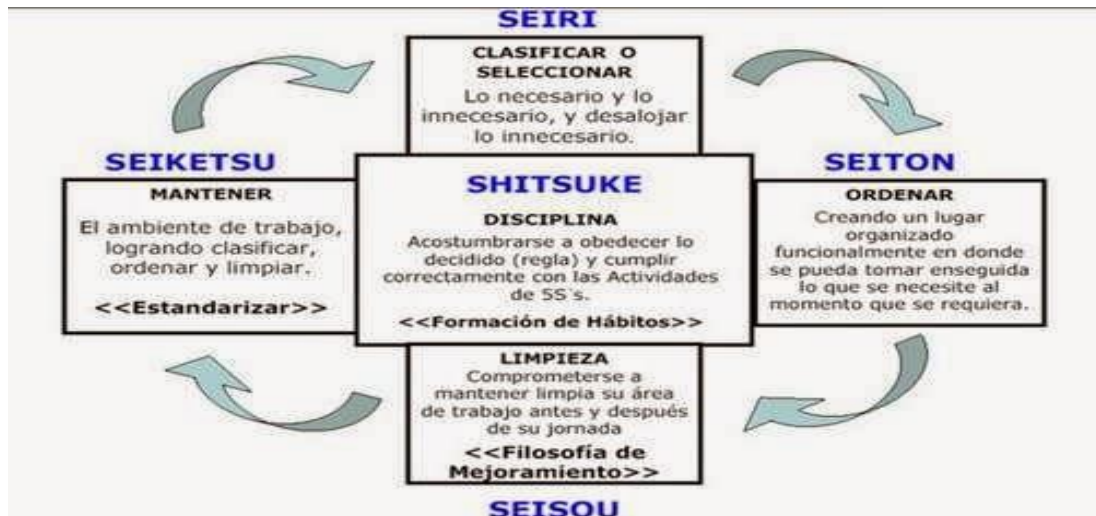 SEIRI
CLASIFICAR O
SELECCIONAR
Lo necesario y lo
innecesario, y desalojar
lo innecesario.
SEIKETSU
MANTENER
El ambiente de trabajo,
logrando clasificar,
ordenar y limpiar.
<<Estandarizar>>
SHITSUKE
DISCIPLINA
Acostumbrarse a obedecer lo
decidido (regla) y cumplir
correctamente con las Actividades
de 5S´s.
<<Formación de Hábitos>>
SEITON
ORDENAR
Creando un lugar
organizado
funcionalmente en donde
se pueda tomar enseguida
lo que se necesite al
momento que se requiera.
LIMPIEZA
Comprometerse a
mantener limpia su área
de trabajo antes y después
de su jornada
<<Filosofía de
Mejoramiento>>
SEISOU